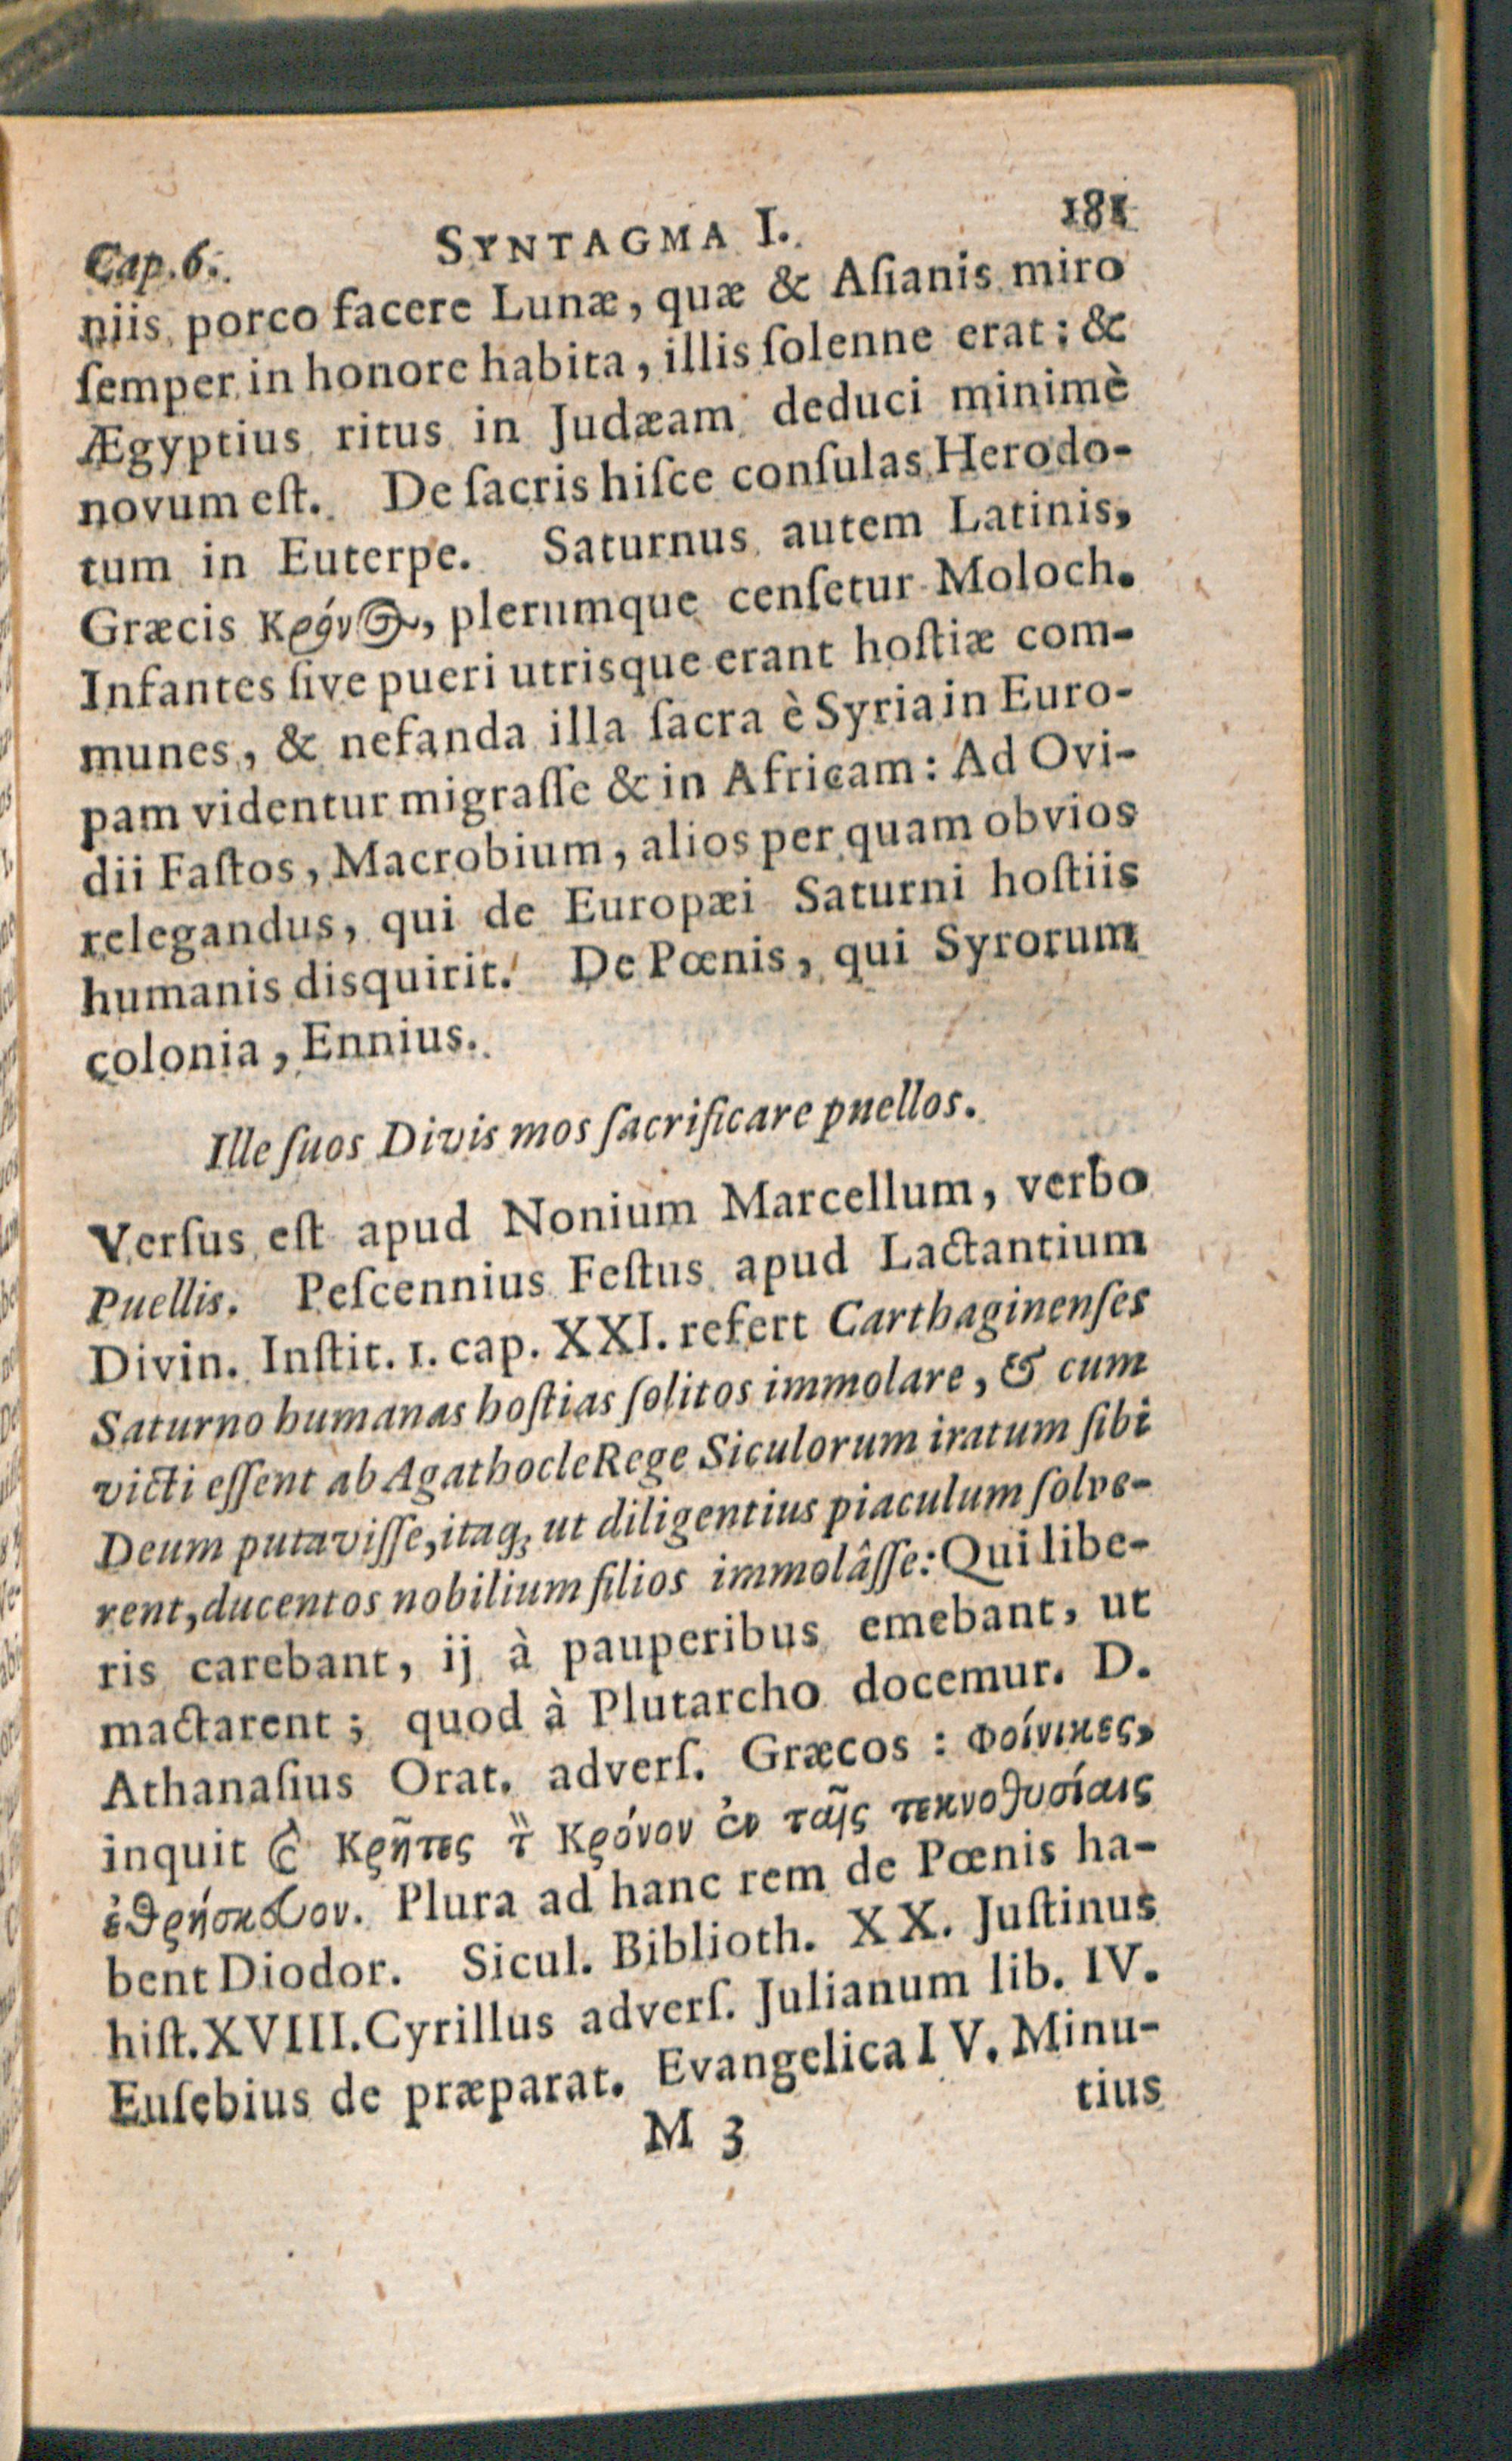 Cap.6. SYNTAGMA I. 181
niis porco facere Lunæ, quæ & Aſianis miro
ſemper in honore habita, illis ſolenne erat: &
Ægyptius ritus in Judæam deduci minimè
novum eſt. De ſacris hiſce conſulas Herodo-
tum in Euterpe. Saturnus autem Latinis,
Græcis Κρόνος, plerumque cenſetur Moloch.
Infantes ſive pueri utrisque erant hoſtiæ com-
munes, & nefanda illa ſacra è Syria in Euro-
pam videntur migraſſe & in Africam: Ad Ovi-
dii Faſtos, Macrobium, alios per quam obvios
relegandus, qui de Europæi Saturni hoſtiis
humanis disquirit. De Pœnis, qui Syrorum
colonia, Ennius.
Ille ſuos Divis mos ſacrificare puellos.
Verſus eſt apud Nonium Marcellum, verbo
Puellis. Peſcennius Feſtus apud Lactantium
Divin. Inſtit. 1. cap. XXI. refert Carthaginenſes
Saturno humanas hoſtias ſolitos immolare, & cum
victi eſſent ab Agathocle Rege Siculorum iratum ſibi
Deum putaviſſe, itaq; ut diligentius piaculum ſolve-
rent, ducentos nobilium filios immolâſſe: Qui libe-
ris carebant, ij à pauperibus emebant, ut
mactarent; quod à Plutarcho docemur. D.
Athanaſius Orat. adverſ. Græcos: Φοίνικες,
inquit ϗ̀ Κρῆτες τ̃ Κρόνον ἐν ταῖς τεκνοθυσίαις
ἐθρήσκευον. Plura ad hanc rem de Pœnis ha-
bent Diodor. Sicul. Biblioth. XX. Juſtinus
hiſt. XVIII. Cyrillus adverſ. Julianum lib. IV.
Euſebius de præparat. Evangelica IV. Minu-
M 3 tius